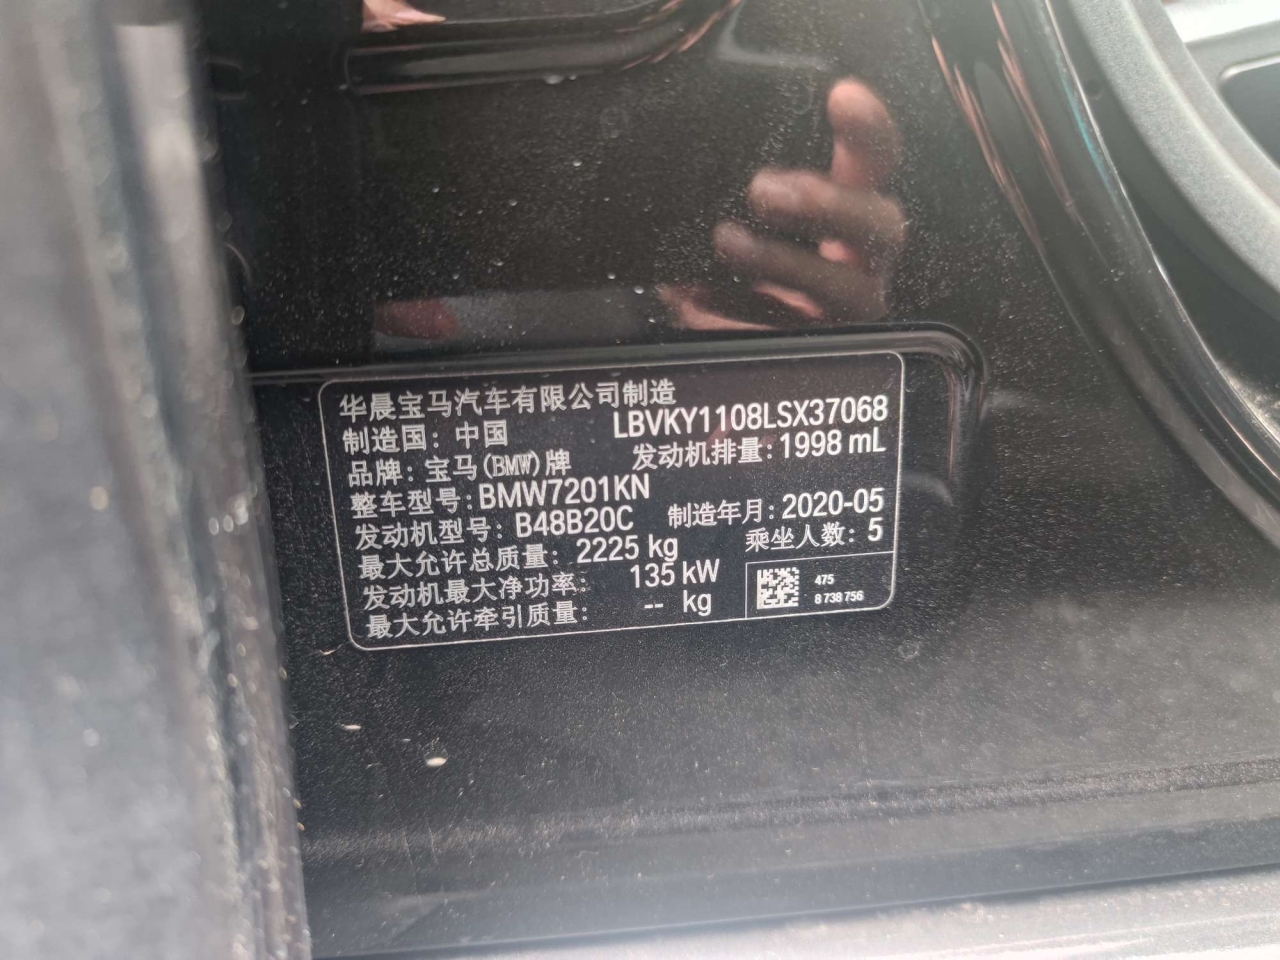 华晨宝马汽车有限公司制造
制造国: 中国 LBVKY1108LSX37068
品牌: 宝马(BMW)牌 发动机排量: 1998 mL
整车型号: BMW7201KN
发动机型号: B48B20C 制造年月: 2020-05
最大允许总质量: 2225 kg 乘坐人数: 5
发动机最大净功率: 135 kW
最大允许牵引质量: -- kg
475
8 738 756